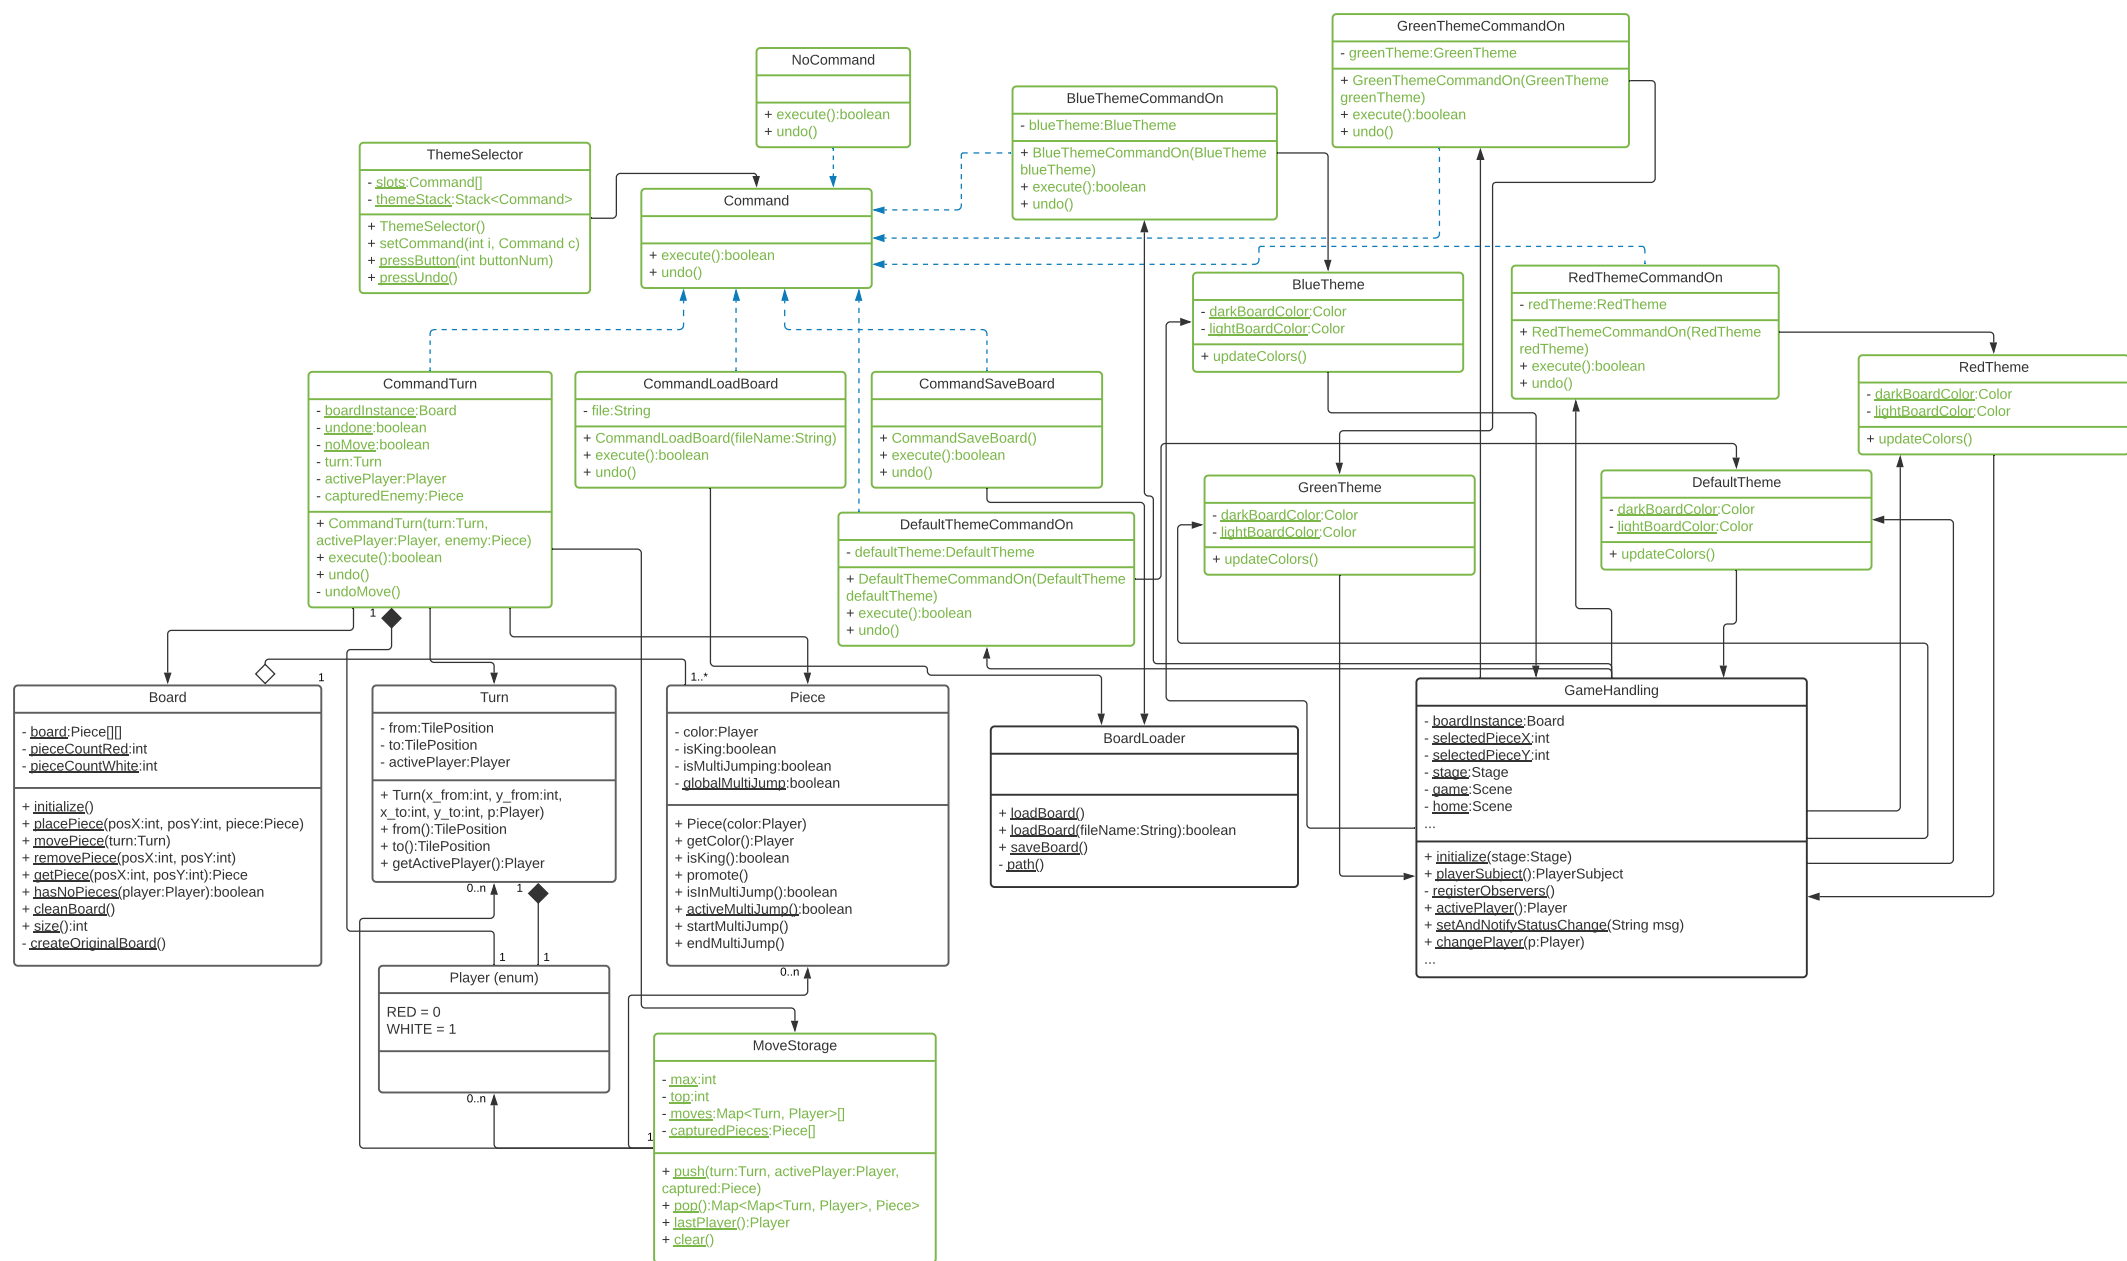 GreenThemeCommandOn
- greenTheme:GreenTheme
+ GreenThemeCommandOn(GreenTheme
greenTheme)
+ execute():boolean
+ undo()
NoCommand
+ execute():boolean
+ undo()
BlueThemeCommandOn
- blueTheme:BlueTheme
+ BlueThemeCommandOn(BlueTheme
blueTheme)
+ execute():boolean
+ undo()
ThemeSelector
- slots:Command[]
- themeStack:Stack<Command>
+ ThemeSelector()
+ setCommand(int i, Command c)
+ pressButton(int buttonNum)
+ pressUndo()
Command
+ execute():boolean
+ undo()
BlueTheme
- darkBoardColor:Color
- lightBoardColor:Color
+ updateColors()
RedThemeCommandOn
- redTheme:RedTheme
+ RedThemeCommandOn(RedTheme
redTheme)
+ execute():boolean
+ undo()
RedTheme
- darkBoardColor:Color
- lightBoardColor:Color
+ updateColors()
CommandTurn
- boardInstance:Board
- undone:boolean
- noMove:boolean
- turn:Turn
- activePlayer:Player
- capturedEnemy:Piece
+ CommandTurn(turn:Turn,
activePlayer:Player, enemy:Piece)
+ execute():boolean
+ undo()
- undoMove()
CommandLoadBoard
- file:String
+ CommandLoadBoard(fileName:String)
+ execute():boolean
+ undo()
CommandSaveBoard
+ CommandSaveBoard()
+ execute():boolean
+ undo()
DefaultThemeCommandOn
- defaultTheme:DefaultTheme
+ DefaultThemeCommandOn(DefaultTheme
defaultTheme)
+ execute():boolean
+ undo()
GreenTheme
- darkBoardColor:Color
- lightBoardColor:Color
+ updateColors()
DefaultTheme
- darkBoardColor:Color
- lightBoardColor:Color
+ updateColors()
1
1
1..*
Board
- board:Piece[][]
- pieceCountRed:int
- pieceCountWhite:int
+ initialize()
+ placePiece(posX:int, posY:int, piece:Piece)
+ movePiece(turn:Turn)
+ removePiece(posX:int, posY:int)
+ getPiece(posX:int, posY:int):Piece
+ hasNoPieces(player:Player):boolean
+ cleanBoard()
+ size():int
- createOriginalBoard()
Turn
- from:TilePosition
- to:TilePosition
- activePlayer:Player
+ Turn(x_from:int, y_from:int,
x_to:int, y_to:int, p:Player)
+ from():TilePosition
+ to():TilePosition
+ getActivePlayer():Player
0..n
1
Piece
- color:Player
- isKing:boolean
- isMultiJumping:boolean
- globalMultiJump:boolean
+ Piece(color:Player)
+ getColor():Player
+ isKing():boolean
+ promote()
+ isInMultiJump():boolean
+ activeMultiJump():boolean
+ startMultiJump()
+ endMultiJump()
0..n
BoardLoader
+ loadBoard()
+ loadBoard(fileName:String):boolean
+ saveBoard()
- path()
GameHandling
- boardInstance:Board
- selectedPieceX:int
- selectedPieceY:int
- stage:Stage
- game:Scene
- home:Scene
...
+ initialize(stage:Stage)
+ playerSubject():PlayerSubject
- registerObservers()
+ activePlayer():Player
+ setAndNotifyStatusChange(String msg)
+ changePlayer(p:Player)
...
1
1
Player (enum)
RED = 0
WHITE = 1
0..n
1
MoveStorage
- max:int
- top:int
- moves:Map<Turn, Player>[]
- capturedPieces:Piece[]
+ push(turn:Turn, activePlayer:Player,
captured:Piece)
+ pop():Map<Map<Turn, Player>, Piece>
+ lastPlayer():Player
+ clear()